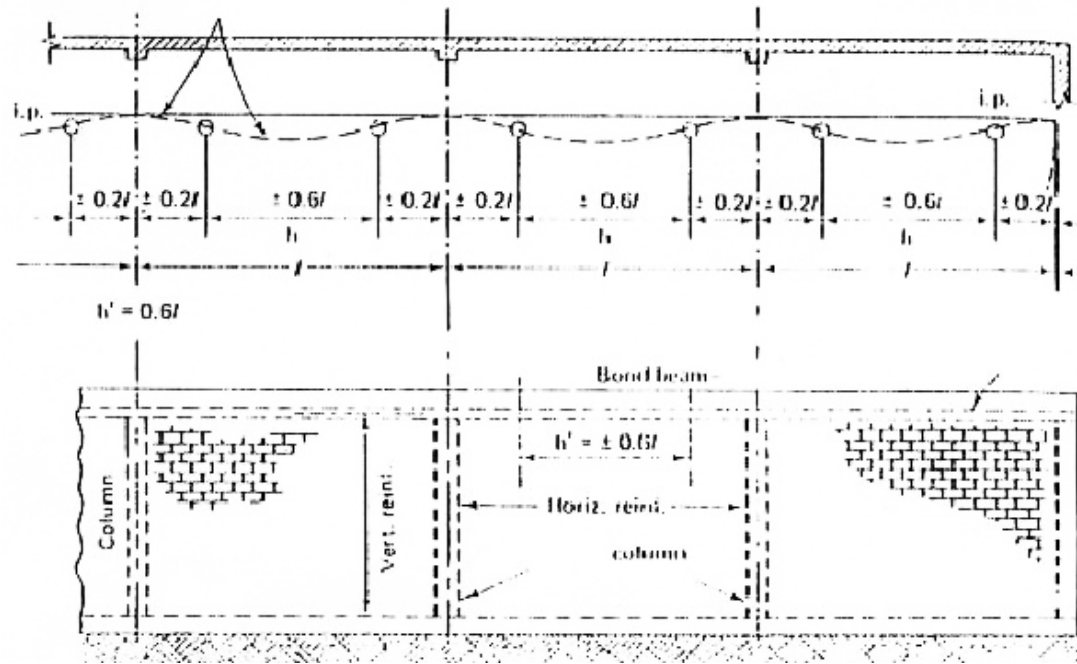 i.p.
i.p.
± 0.2l ± 0.2l ± 0.6l ± 0.2l ± 0.2l ± 0.6l ± 0.2l ± 0.2l ± 0.6l ± 0.2l
h h h
l l l
h' = 0.6l
Bond beam
h' = ± 0.6l
Column
Vert. reinf.
Horiz. reinf.
column